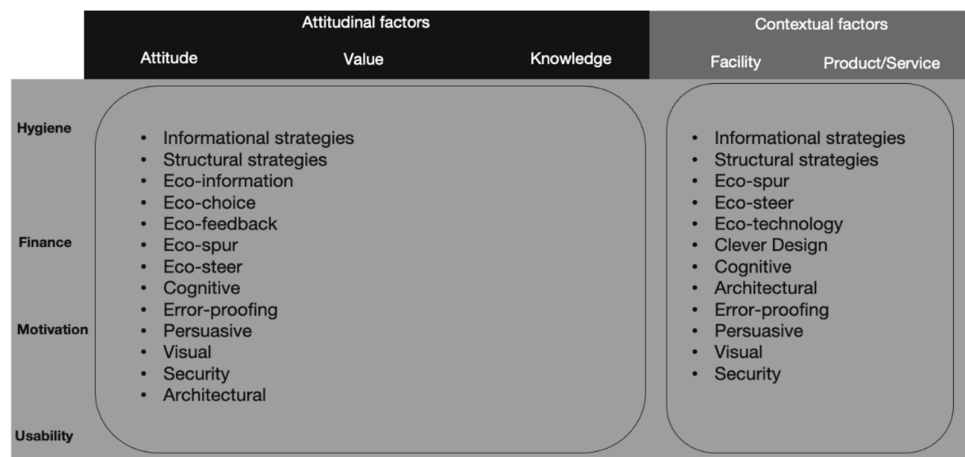 Attitudinal factors
Contextual factors
Attitude
Value
Knowledge
Facility
Product/Service
Hygiene
Finance
Motivation
Usability
• Informational strategies
• Structural strategies
• Eco-information
• Eco-choice
• Eco-feedback
• Eco-spur
• Eco-steer
• Cognitive
• Error-proofing
• Persuasive
• Visual
• Security
• Architectural
• Informational strategies
• Structural strategies
• Eco-spur
• Eco-steer
• Eco-technology
• Clever Design
• Cognitive
• Architectural
• Error-proofing
• Persuasive
• Visual
• Security